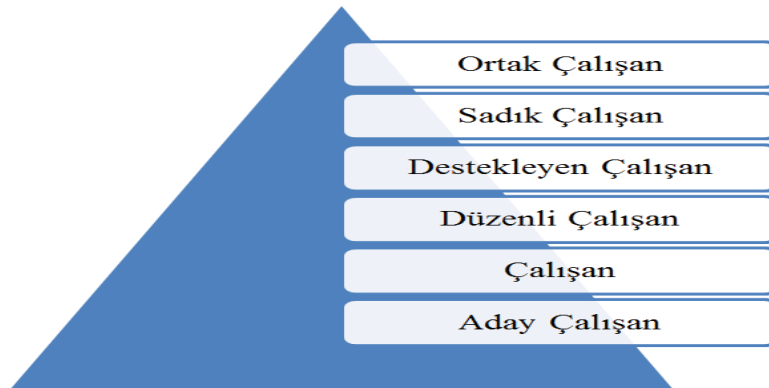 Ortak Çalışan
Sadık Çalışan
Destekleyen Çalışan
Düzenli Çalışan
Çalışan
Aday Çalışan